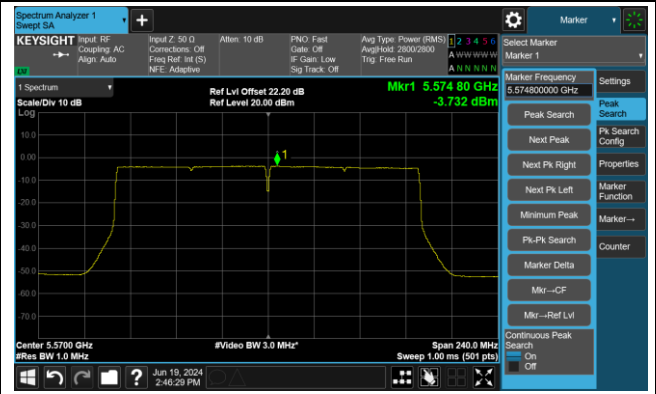 Spectrum Analyzer 1
Swept SA
+
Marker
KEYSIGHT
Input: RF
Coupling: AC
Align: Auto
Input Z: 50 Ω
Corrections: Off
Freq Ref: Int (S)
NFE: Adaptive
Atten: 10 dB
PNO: Fast
Gate: Off
IF Gain: Low
Sig Track: Off
Avg Type: Power (RMS)
Avg|Hold: 2800/2800
Trig: Free Run
1 2 3 4 5 6
A W W W W W
A N N N N N
Select Marker
Marker 1
LXI
1 Spectrum
Scale/Div 10 dB
Log
Ref Lvl Offset 22.20 dB
Ref Level 20.00 dBm
Mkr1 5.574 80 GHz
-3.732 dBm
10.0
0.00
-10.0
-20.0
-30.0
-40.0
-50.0
-60.0
-70.0
1
Center 5.5700 GHz
#Res BW 1.0 MHz
#Video BW 3.0 MHz*
Span 240.0 MHz
Sweep 1.00 ms (501 pts)
Marker Frequency
5.574800000 GHz
Peak Search
Next Peak
Next Pk Right
Next Pk Left
Minimum Peak
Pk-Pk Search
Marker Delta
Mkr→CF
Mkr→Ref Lvl
Continuous Peak
Search
On
Off
Settings
Peak
Search
Pk Search
Config
Properties
Marker
Function
Marker→
Counter
?
Jun 19, 2024
2:46:29 PM